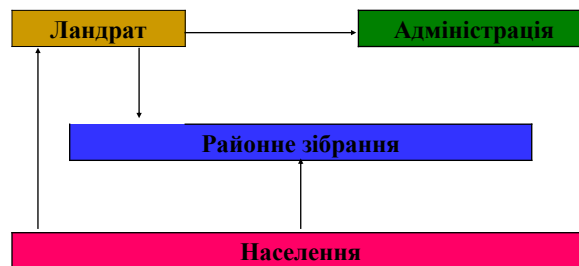 Ландрат
Адміністрація
Районне зібрання
Населення